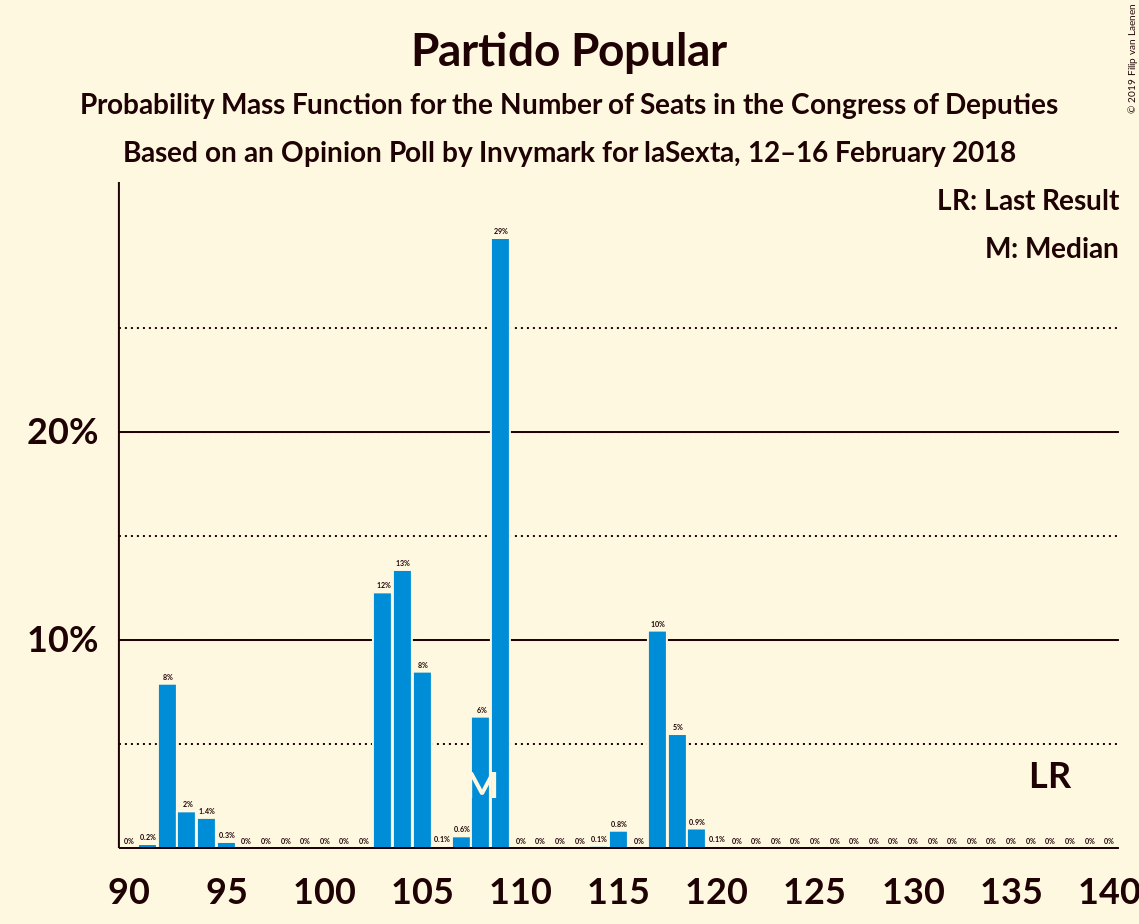 Partido Popular
Probability Mass Function for the Number of Seats in the Congress of Deputies
Based on an Opinion Poll by Invymark for laSexta, 12–16 February 2018
© 2019 Filip van Laenen
LR: Last Result
M: Median
20%
10%
0% 0.2% 8% 2% 1.4% 0.3% 0% 0% 0% 0% 0% 0% 0% 12% 13% 8% 0.1% 0.6% 6% 29% 0% 0% 0% 0% 0.1% 0.8% 0% 10% 5% 0.9% 0.1% 0% 0% 0% 0% 0% 0% 0% 0% 0% 0% 0% 0% 0% 0% 0% 0% 0% 0% 0% 0%
M
LR
90 95 100 105 110 115 120 125 130 135 140